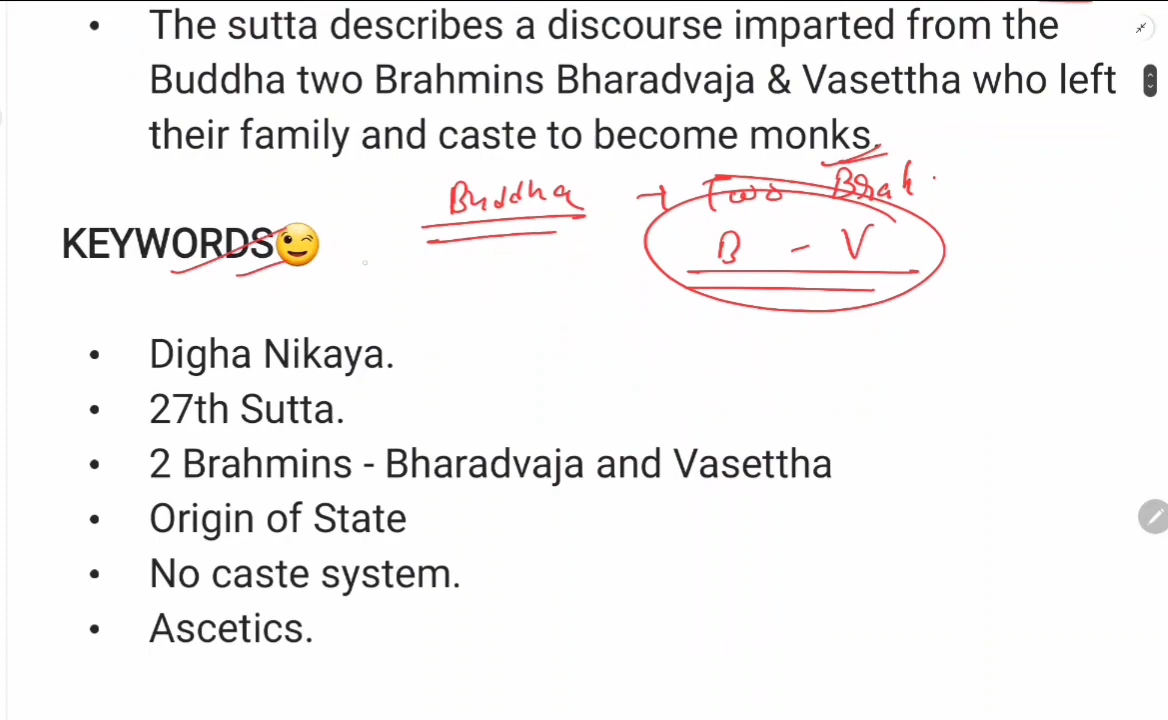 • The sutta describes a discourse imparted from the
Buddha two Brahmins Bharadvaja & Vasettha who left
their family and caste to become monks.
Buddha → Two Brah.
B - V
KEYWORDS😉
• Digha Nikaya.
• 27th Sutta.
• 2 Brahmins - Bharadvaja and Vasettha
• Origin of State
• No caste system.
• Ascetics.